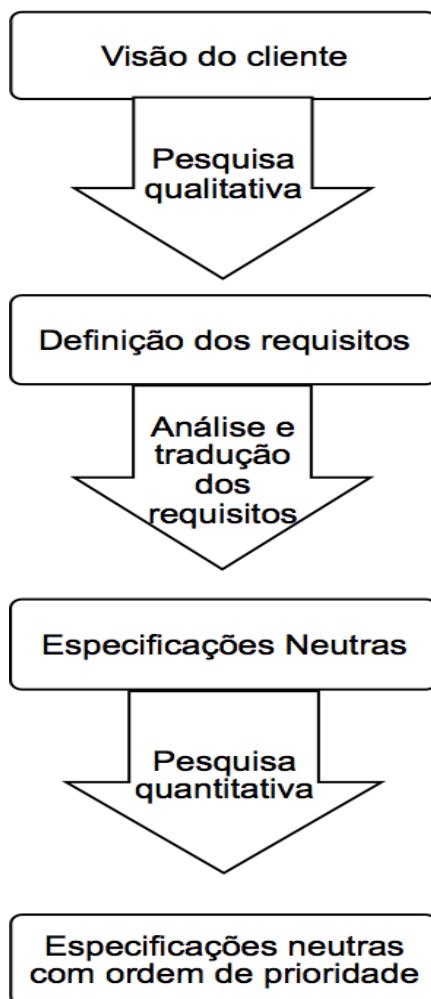 Visão do cliente
Pesquisa
qualitativa
Definição dos requisitos
Análise e
tradução
dos
requisitos
Especificações Neutras
Pesquisa
quantitativa
Especificações neutras
com ordem de prioridade